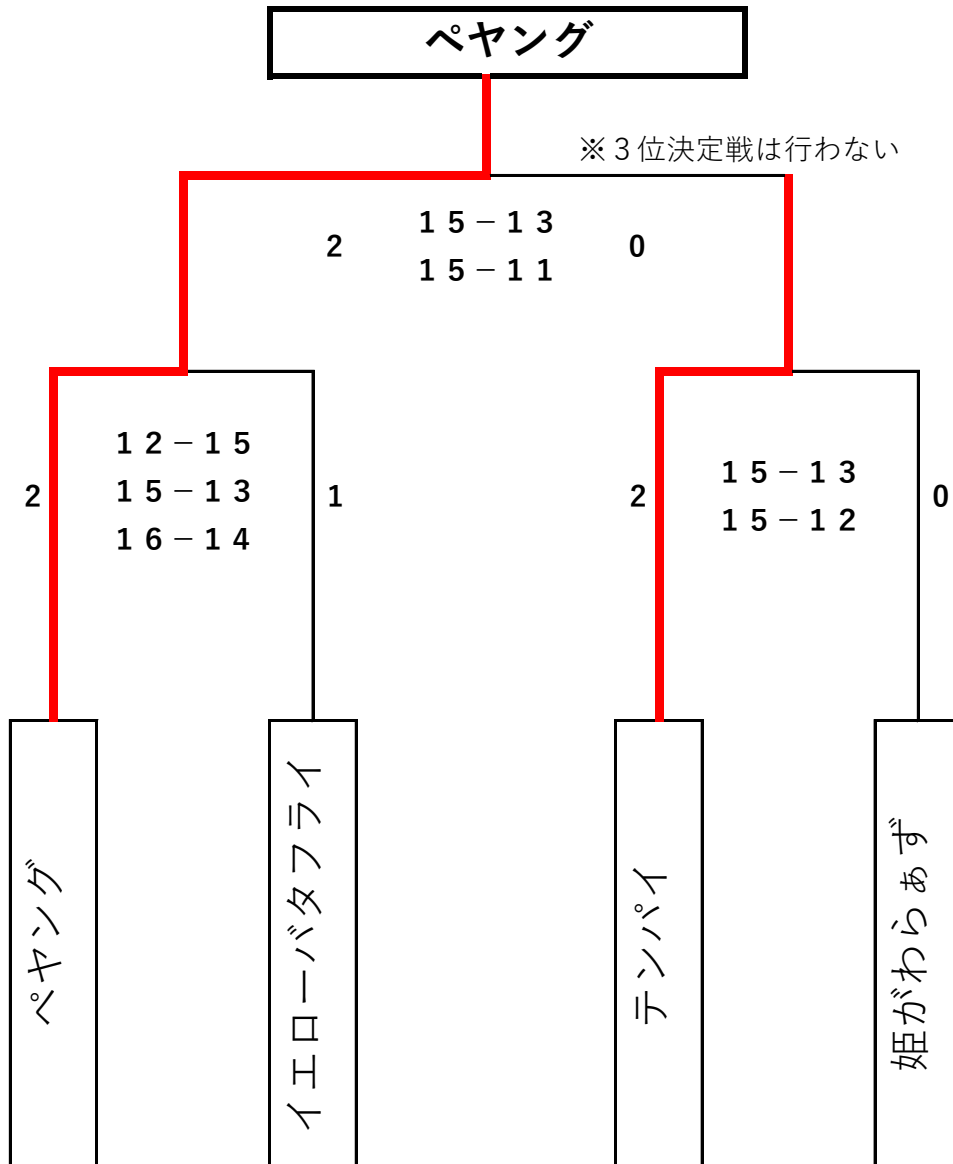 ペヤング
※３位決定戦は行わない
2
１５－１３
0
１５－１１
2
１２－１５
１５－１３
１６－１４
1
2
１５－１３
１５－１２
0
ペヤング
イエローバタフライ
テンパイ
姫がわらぁず